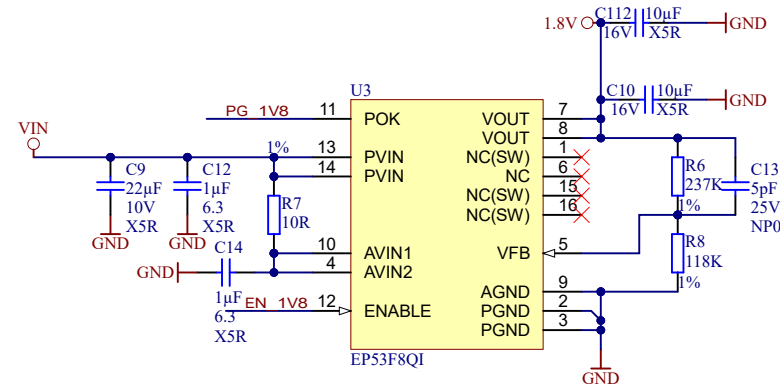 C112 10µF
1.8V
16V X5R
GND
C10 10µF
16V X5R
GND
U3
PG_1V8
11
POK
VOUT
7
VOUT
8
VIN
1%
13
PVIN
14
PVIN
NC(SW)
1
NC
6
NC(SW)
15
NC(SW)
16
C9
22µF
10V
X5R
GND
C12
1µF
6.3
X5R
GND
R7
10R
R6
237K
1%
C13
5pF
25V
NP0
C14
GND
1µF
6.3
X5R
10
AVIN1
4
AVIN2
VFB
5
R8
118K
1%
EN_1V8
12
ENABLE
AGND
9
PGND
2
PGND
3
EP53F8QI
GND